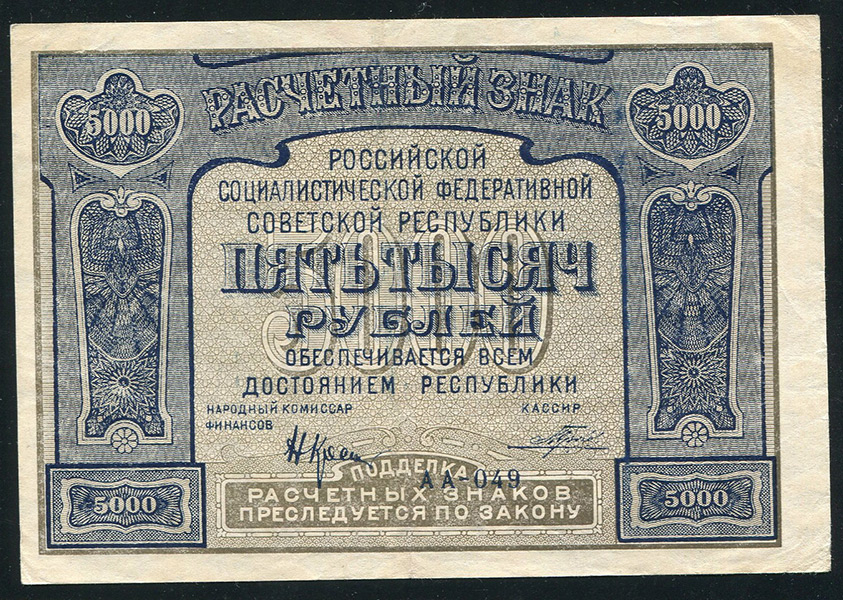 РАСЧЕТНЫЙ ЗНАК
5000 5000
РОССИЙСКОЙ
СОЦИАЛИСТИЧЕСКОЙ ФЕДЕРАТИВНОЙ
СОВЕТСКОЙ РЕСПУБЛИКИ
5000
ПЯТЬ ТЫСЯЧ
РУБЛЕЙ
ОБЕСПЕЧИВАЕТСЯ ВСЕМ
ДОСТОЯНИЕМ РЕСПУБЛИКИ
НАРОДНЫЙ КОМИССАР
ФИНАНСОВ
КАССИР
ПОДДЕЛКА
АА-049
РАСЧЕТНЫХ ЗНАКОВ
ПРЕСЛЕДУЕТСЯ ПО ЗАКОНУ
5000 5000